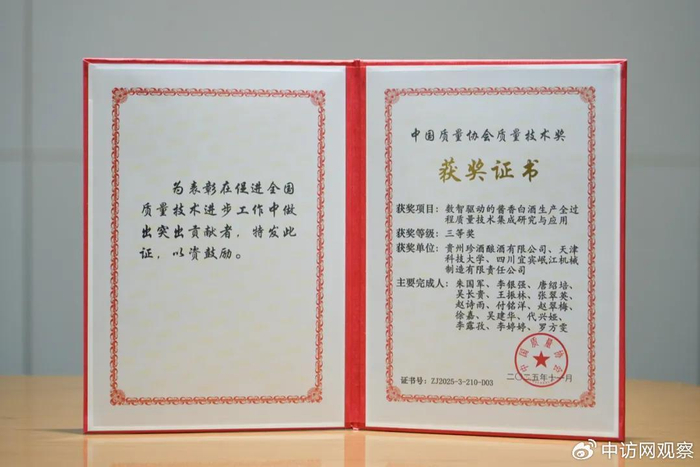 为表彰在促进全国
质量技术进步工作中做
出突出贡献者，特发此
证，以资鼓励。
中国质量协会质量技术奖
获奖证书
获奖项目：数智驱动的酱香白酒生产全过
程质量技术集成研究与应用
获奖等级：三等奖
获奖单位：贵州珍酒酿酒有限公司、天津
科技大学、四川宜宾岷江机械
制造有限责任公司
主要完成人：朱国军、李银强、唐绍培、
吴长贵、王振林、张翠英、
赵诗雨、付铭洋、赵翠梅、
徐嘉、吴建华、代兴娅、
李露孜、李婷婷、罗方雯
中国质量协会
二〇二五年十一月
证书号：ZJ2025-3-210-D03
中访网观察